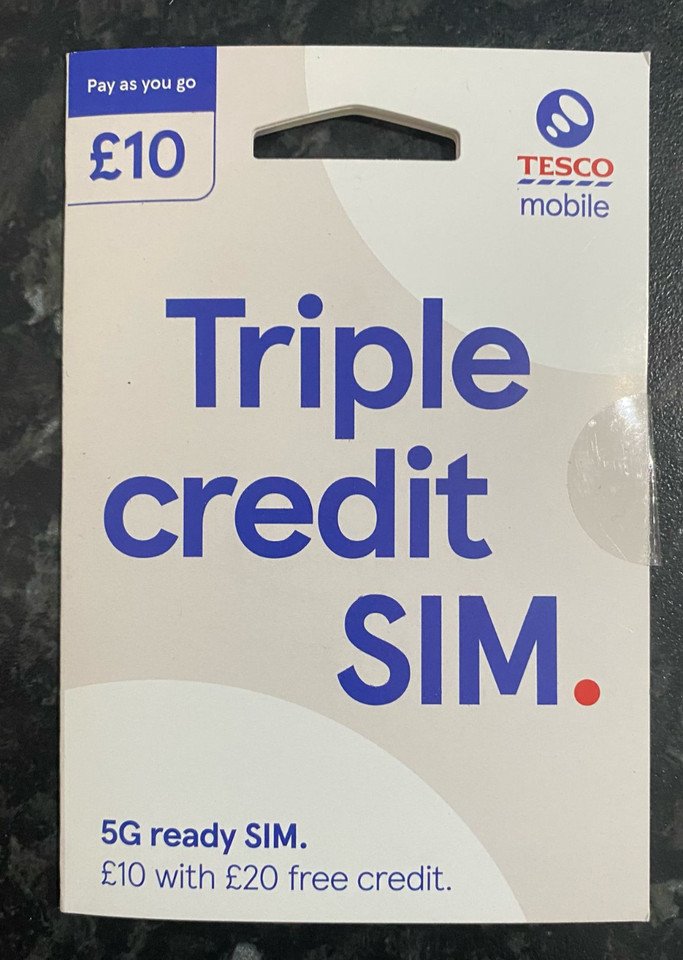 Pay as you go
£10
TESCO
mobile
Triple
credit
SIM.
5G ready SIM.
£10 with £20 free credit.